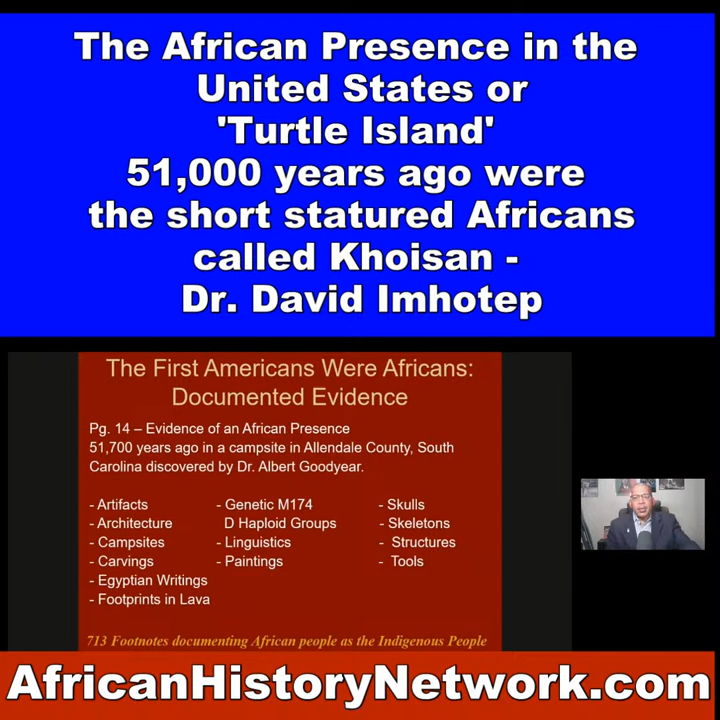 The African Presence in the
United States or
'Turtle Island'
51,000 years ago were
the short statured Africans
called Khoisan -
Dr. David Imhotep
The First Americans Were Africans:
Documented Evidence
Pg. 14 – Evidence of an African Presence
51,700 years ago in a campsite in Allendale County, South
Carolina discovered by Dr. Albert Goodyear.
- Artifacts
- Architecture
- Campsites
- Carvings
- Egyptian Writings
- Footprints in Lava
- Genetic M174
D Haploid Groups
- Linguistics
- Paintings
- Skulls
- Skeletons
- Structures
- Tools
713 Footnotes documenting African people as the Indigenous People
AfricanHistoryNetwork.com